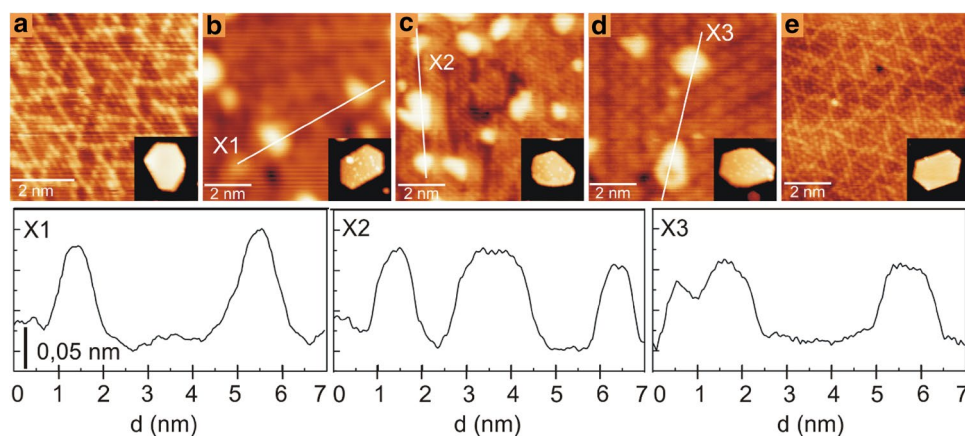 a b c d e
X1 X2 X3
2 nm 2 nm 2 nm 2 nm 2 nm
X1 X2 X3
0,05 nm
0 1 2 3 4 5 6 7 0 1 2 3 4 5 6 7 0 1 2 3 4 5 6 7
d (nm) d (nm) d (nm)